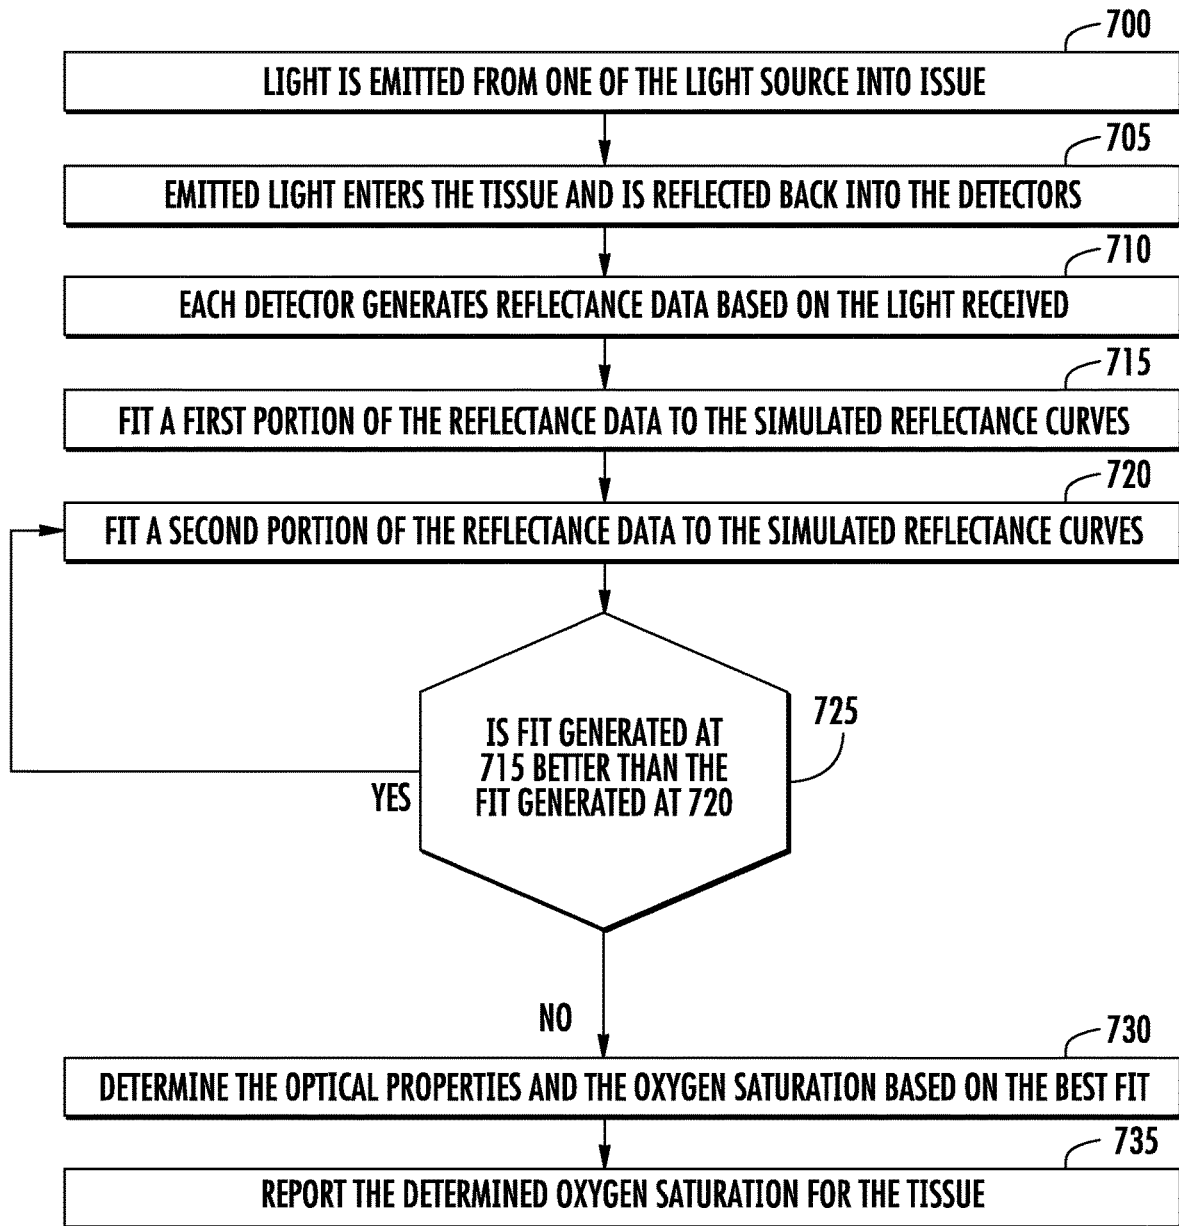 700
LIGHT IS EMITTED FROM ONE OF THE LIGHT SOURCE INTO ISSUE
705
EMITTED LIGHT ENTERS THE TISSUE AND IS REFLECTED BACK INTO THE DETECTORS
710
EACH DETECTOR GENERATES REFLECTANCE DATA BASED ON THE LIGHT RECEIVED
715
FIT A FIRST PORTION OF THE REFLECTANCE DATA TO THE SIMULATED REFLECTANCE CURVES
720
FIT A SECOND PORTION OF THE REFLECTANCE DATA TO THE SIMULATED REFLECTANCE CURVES
725
IS FIT GENERATED AT
715 BETTER THAN THE
FIT GENERATED AT 720
YES
NO
730
DETERMINE THE OPTICAL PROPERTIES AND THE OXYGEN SATURATION BASED ON THE BEST FIT
735
REPORT THE DETERMINED OXYGEN SATURATION FOR THE TISSUE